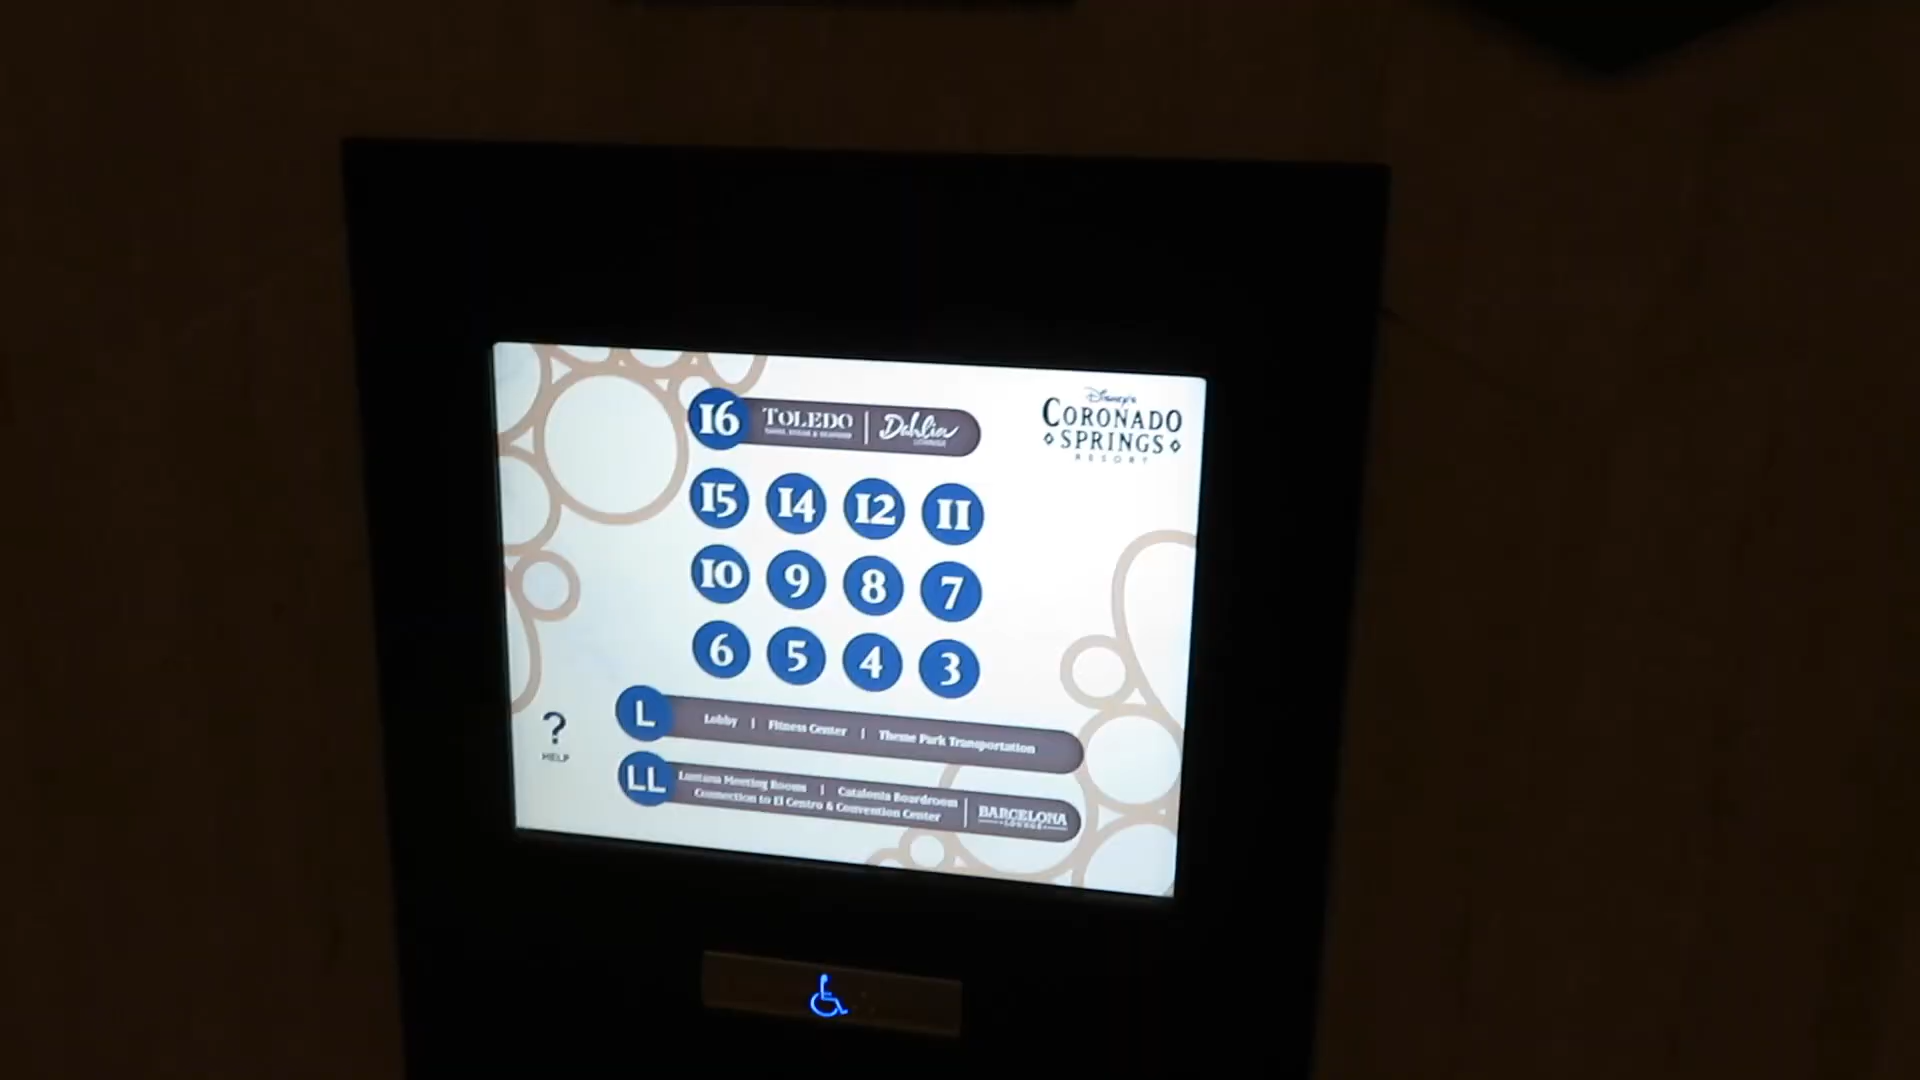 16 TOLEDO | Dahlia
LOUNGE
Disney's
CORONADO
SPRINGS
RESORT
15 14 12 11
10 9 8 7
6 5 4 3
L Lobby | Fitness Center | Theme Park Transportation
?
HELP
LL Lantana Meeting Rooms | Catalonia Boardroom
Connection to El Centro & Convention Center
BARCELONA
LOUNGE